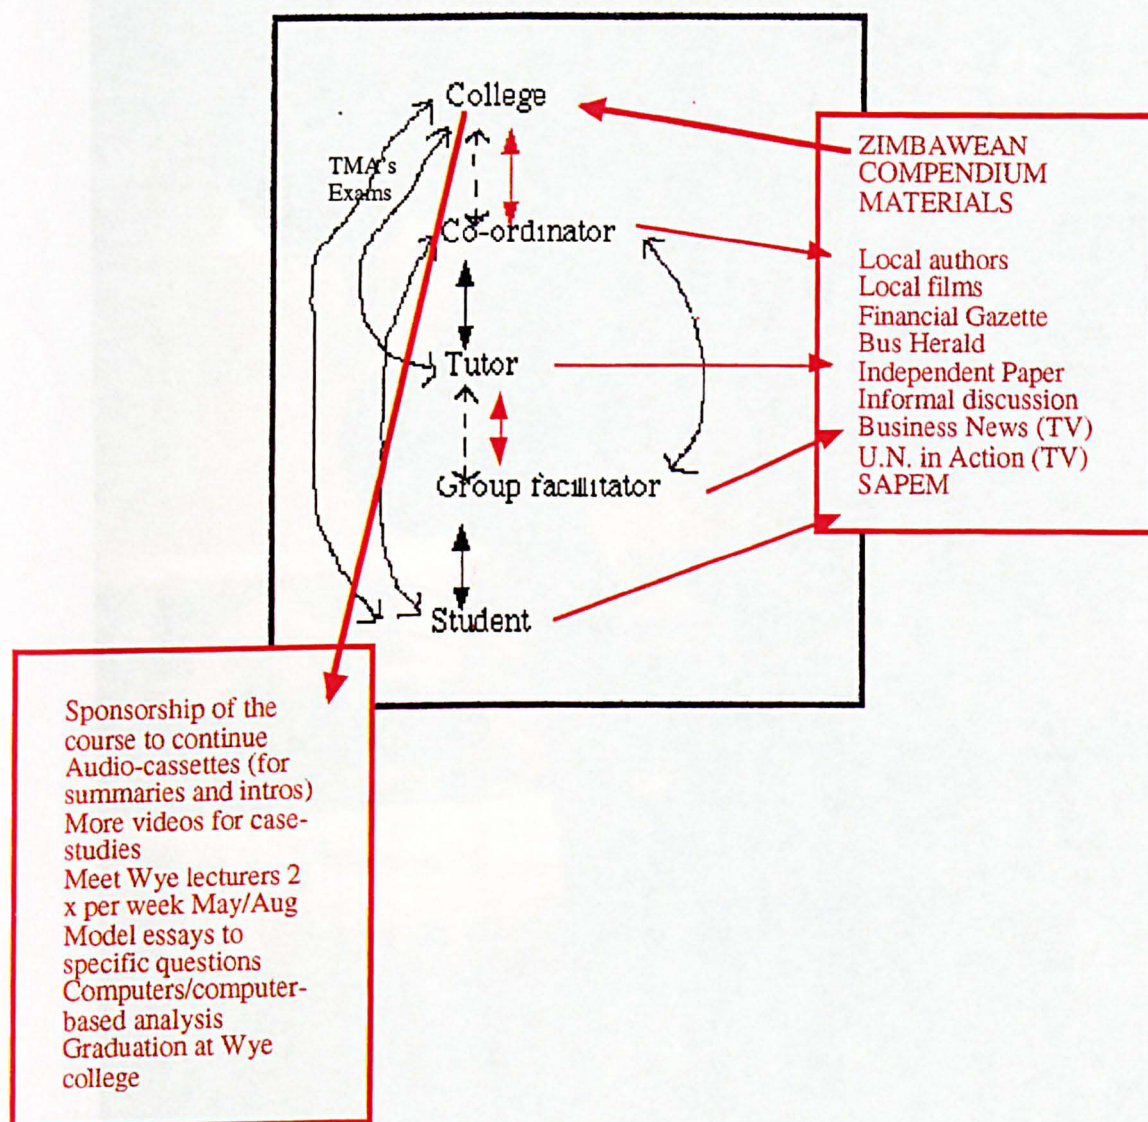 College
TMA's
Exams
Co-ordinator
Tutor
Group facilitator
Student
ZIMBAWEAN
COMPENDIUM
MATERIALS
Local authors
Local films
Financial Gazette
Bus Herald
Independent Paper
Informal discussion
Business News (TV)
U.N. in Action (TV)
SAPEM
Sponsorship of the
course to continue
Audio-cassettes (for
summaries and intros)
More videos for case-
studies
Meet Wye lecturers 2
x per week May/Aug
Model essays to
specific questions
Computers/computer-
based analysis
Graduation at Wye
college